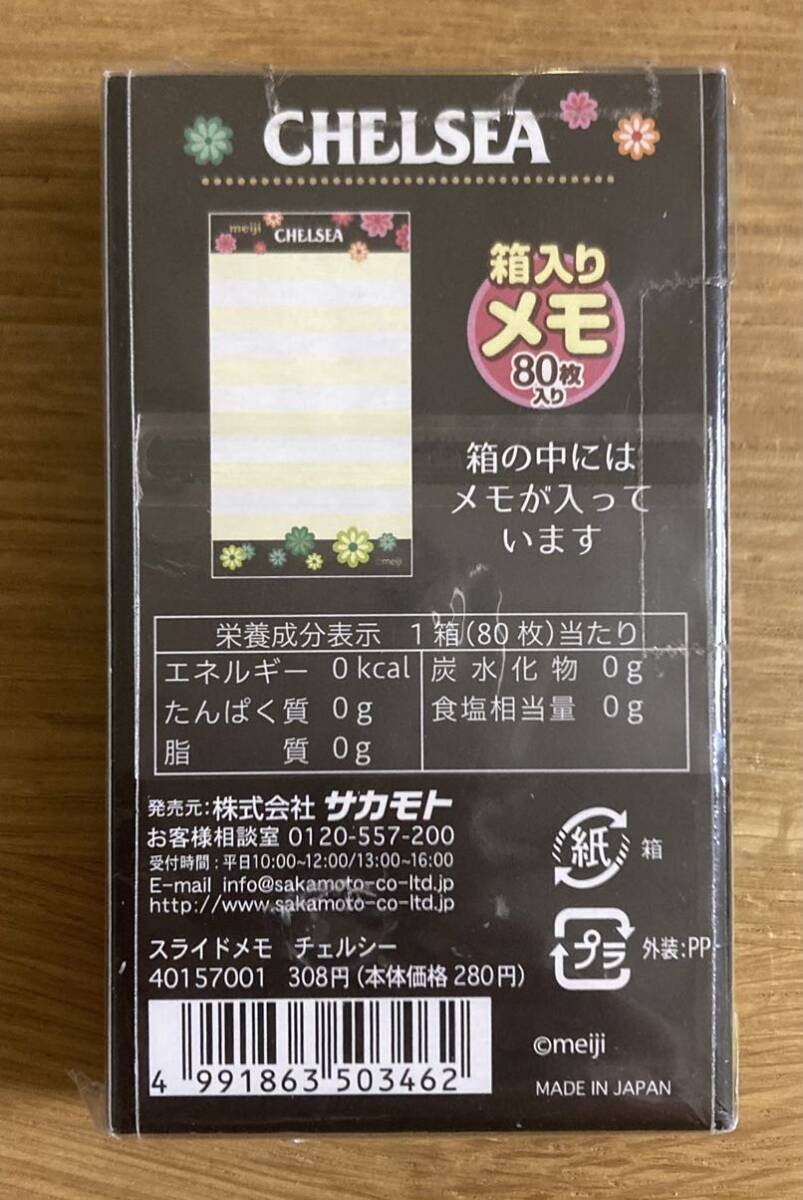 CHELSEA
meiji CHELSEA
箱入り
メモ
80枚
入り
箱の中には
メモが入って
います
©meiji
栄養成分表示 1箱(80枚)当たり
エネルギー 0kcal 炭水化物 0g
たんぱく質 0g 食塩相当量 0g
脂質 0g
発売元:株式会社 サカモト
お客様相談室 0120-557-200
受付時間:平日10:00~12:00/13:00~16:00
E-mail info@sakamoto-co-ltd.jp
http://www.sakamoto-co-ltd.jp
紙 箱
プラ 外装:PP
スライドメモ チェルシー
40157001 308円(本体価格 280円)
4 991863 503462
©meiji
MADE IN JAPAN